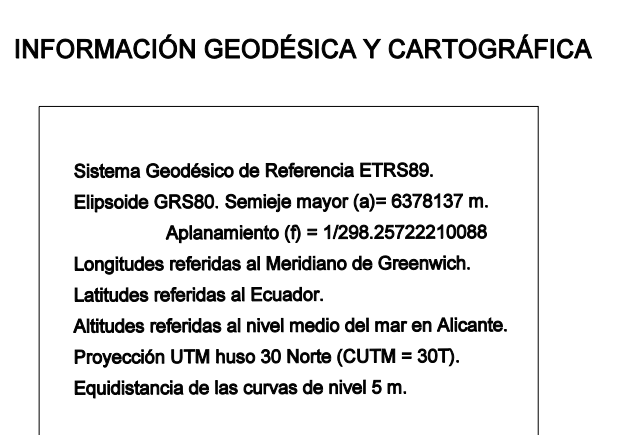 INFORMACIÓN GEODÉSICA Y CARTOGRÁFICA
Sistema Geodésico de Referencia ETRS89.
Elipsoide GRS80. Semieje mayor (a)= 6378137 m.
Aplanamiento (f) = 1/298.25722210088
Longitudes referidas al Meridiano de Greenwich.
Latitudes referidas al Ecuador.
Altitudes referidas al nivel medio del mar en Alicante.
Proyección UTM huso 30 Norte (CUTM = 30T).
Equidistancia de las curvas de nivel 5 m.